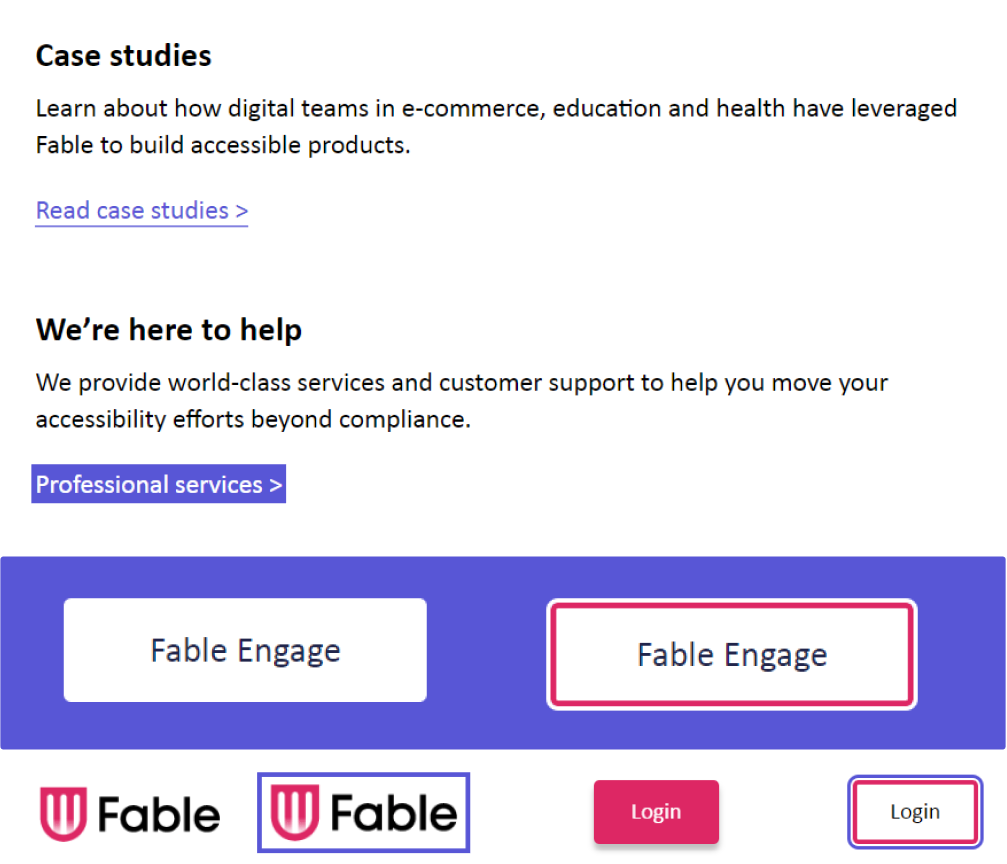 Case studies
Learn about how digital teams in e-commerce, education and health have leveraged
Fable to build accessible products.
Read case studies >
We’re here to help
We provide world-class services and customer support to help you move your
accessibility efforts beyond compliance.
Professional services >
Fable Engage
Fable Engage
Fable
Fable
Login
Login